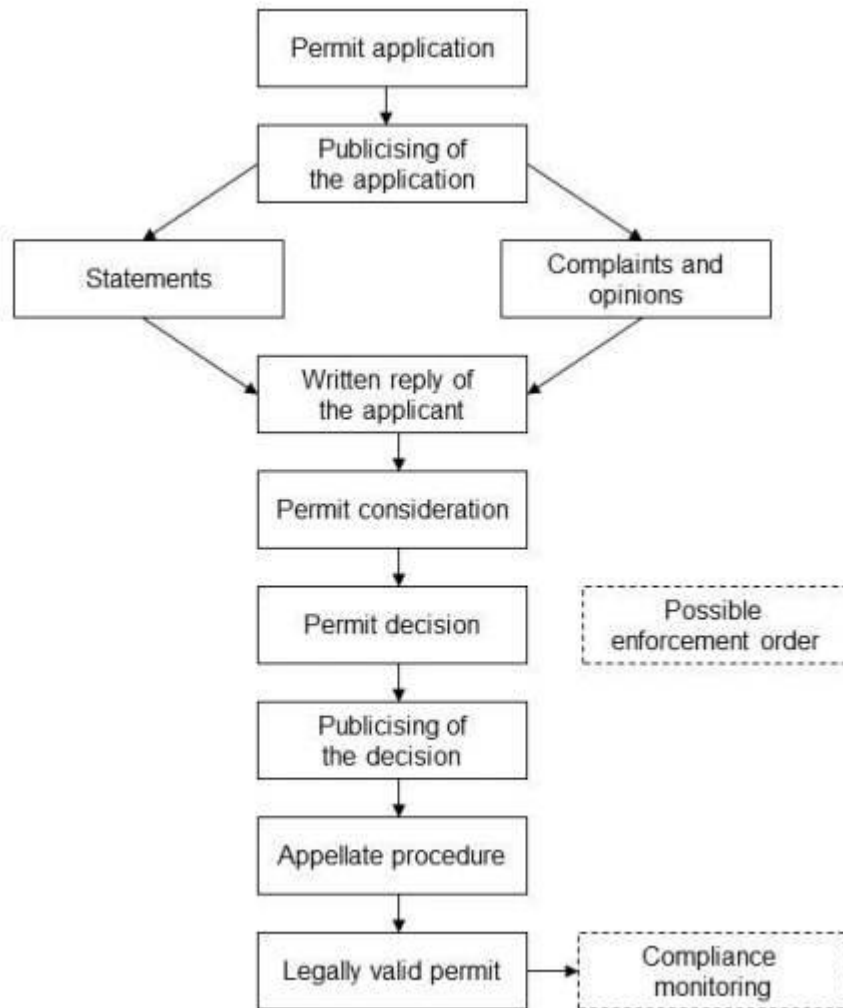 Permit application
Publicising of
the application
Statements
Complaints and
opinions
Written reply of
the applicant
Permit consideration
Permit decision
Possible
enforcement order
Publicising of
the decision
Appellate procedure
Legally valid permit
Compliance
monitoring